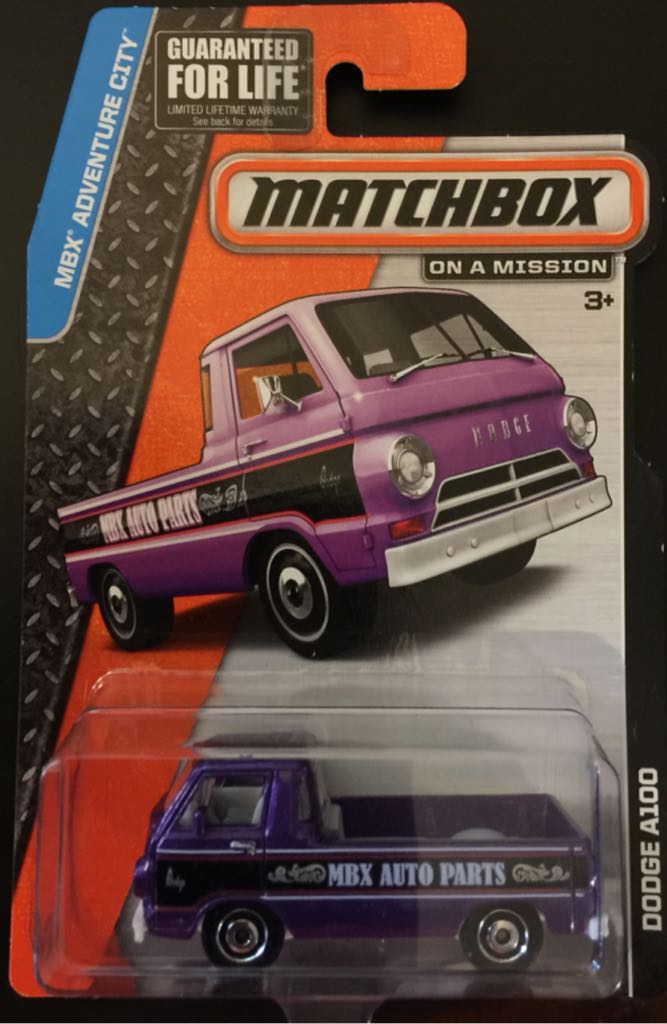 GUARANTEED
FOR LIFE
LIMITED LIFETIME WARRANTY
See back for details
MBX® ADVENTURE CITY™
MATCHBOX
ON A MISSION™
3+
DODGE
MBX AUTO PARTS
MBX AUTO PARTS
DODGE A100